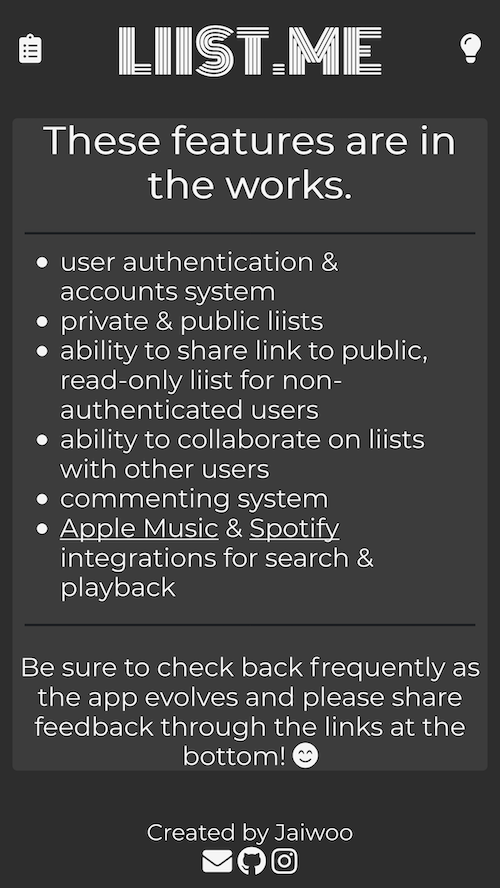 LIIST.ME
These features are in
the works.
user authentication &
accounts system
private & public liists
ability to share link to public,
read-only liist for non-
authenticated users
ability to collaborate on liists
with other users
commenting system
Apple Music & Spotify
integrations for search &
playback
Be sure to check back frequently as
the app evolves and please share
feedback through the links at the
bottom! 😊
Created by Jaiwoo